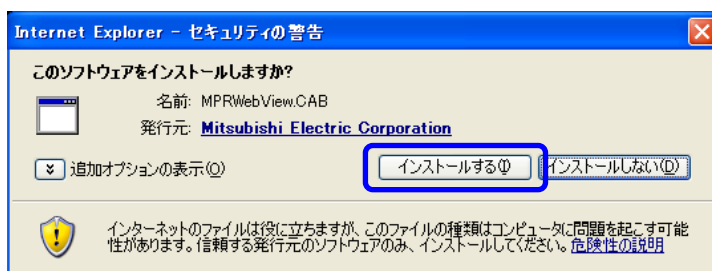 Internet Explorer - セキュリティの警告
このソフトウェアをインストールしますか?
名前: MPRWebView.CAB
発行元: Mitsubishi Electric Corporation
追加オプションの表示(O) インストールする(I) インストールしない(D)
インターネットのファイルは役に立ちますが、このファイルの種類はコンピュータに問題を起こす可能
性があります。信頼する発行元のソフトウェアのみ、インストールしてください。危険性の説明